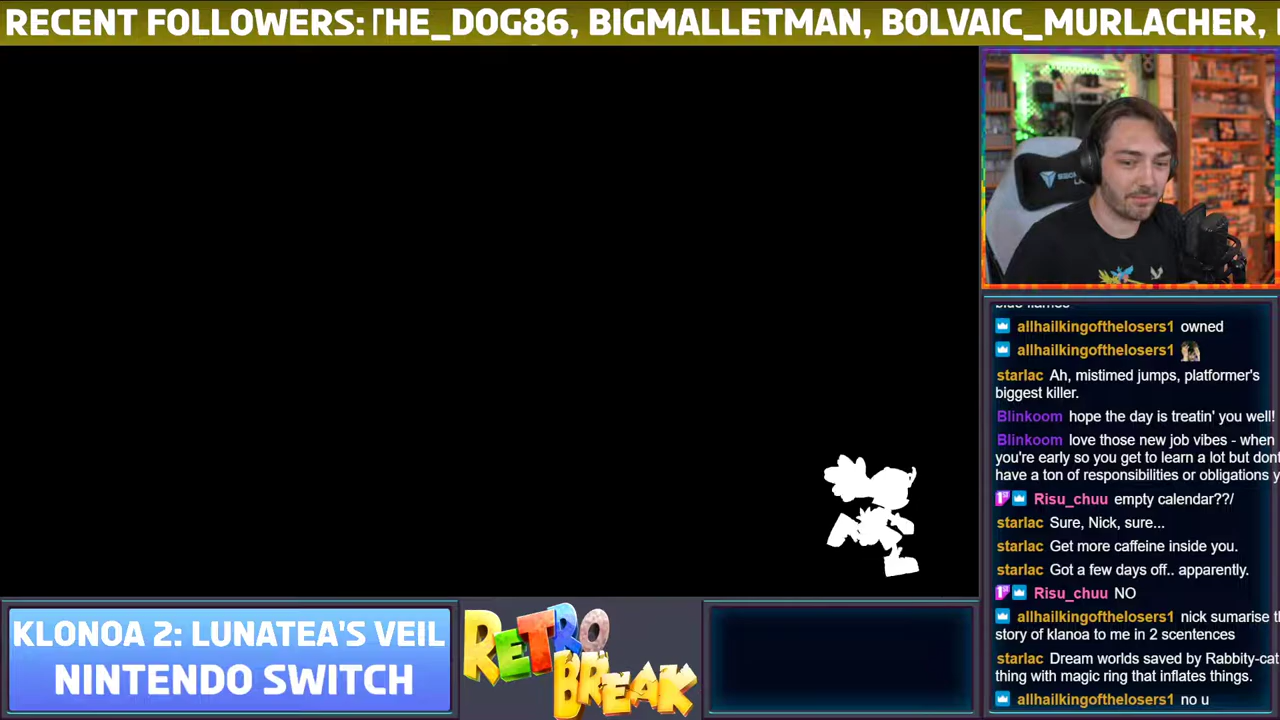 RECENT FOLLOWERS: THE_DOG86, BIGMALLETMAN, BOLVAIC_MURLACHER,
allhailkingofthelosers1 owned
allhailkingofthelosers1
starlac Ah, mistimed jumps, platformer's
biggest killer.
Blinkoom hope the day is treatin' you well!
Blinkoom love those new job vibes - when
you're early so you get to learn a lot but dont
have a ton of responsibilities or obligations y
Risu_chuu empty calendar??/
starlac Sure, Nick, sure...
starlac Get more caffeine inside you.
starlac Got a few days off.. apparently.
Risu_chuu NO
allhailkingofthelosers1 nick sumarise th
story of klanoa to me in 2 scentences
starlac Dream worlds saved by Rabbity-cat
thing with magic ring that inflates things.
allhailkingofthelosers1 no u
KLONOA 2: LUNATEA'S VEIL
NINTENDO SWITCH
RETRO
BREAK